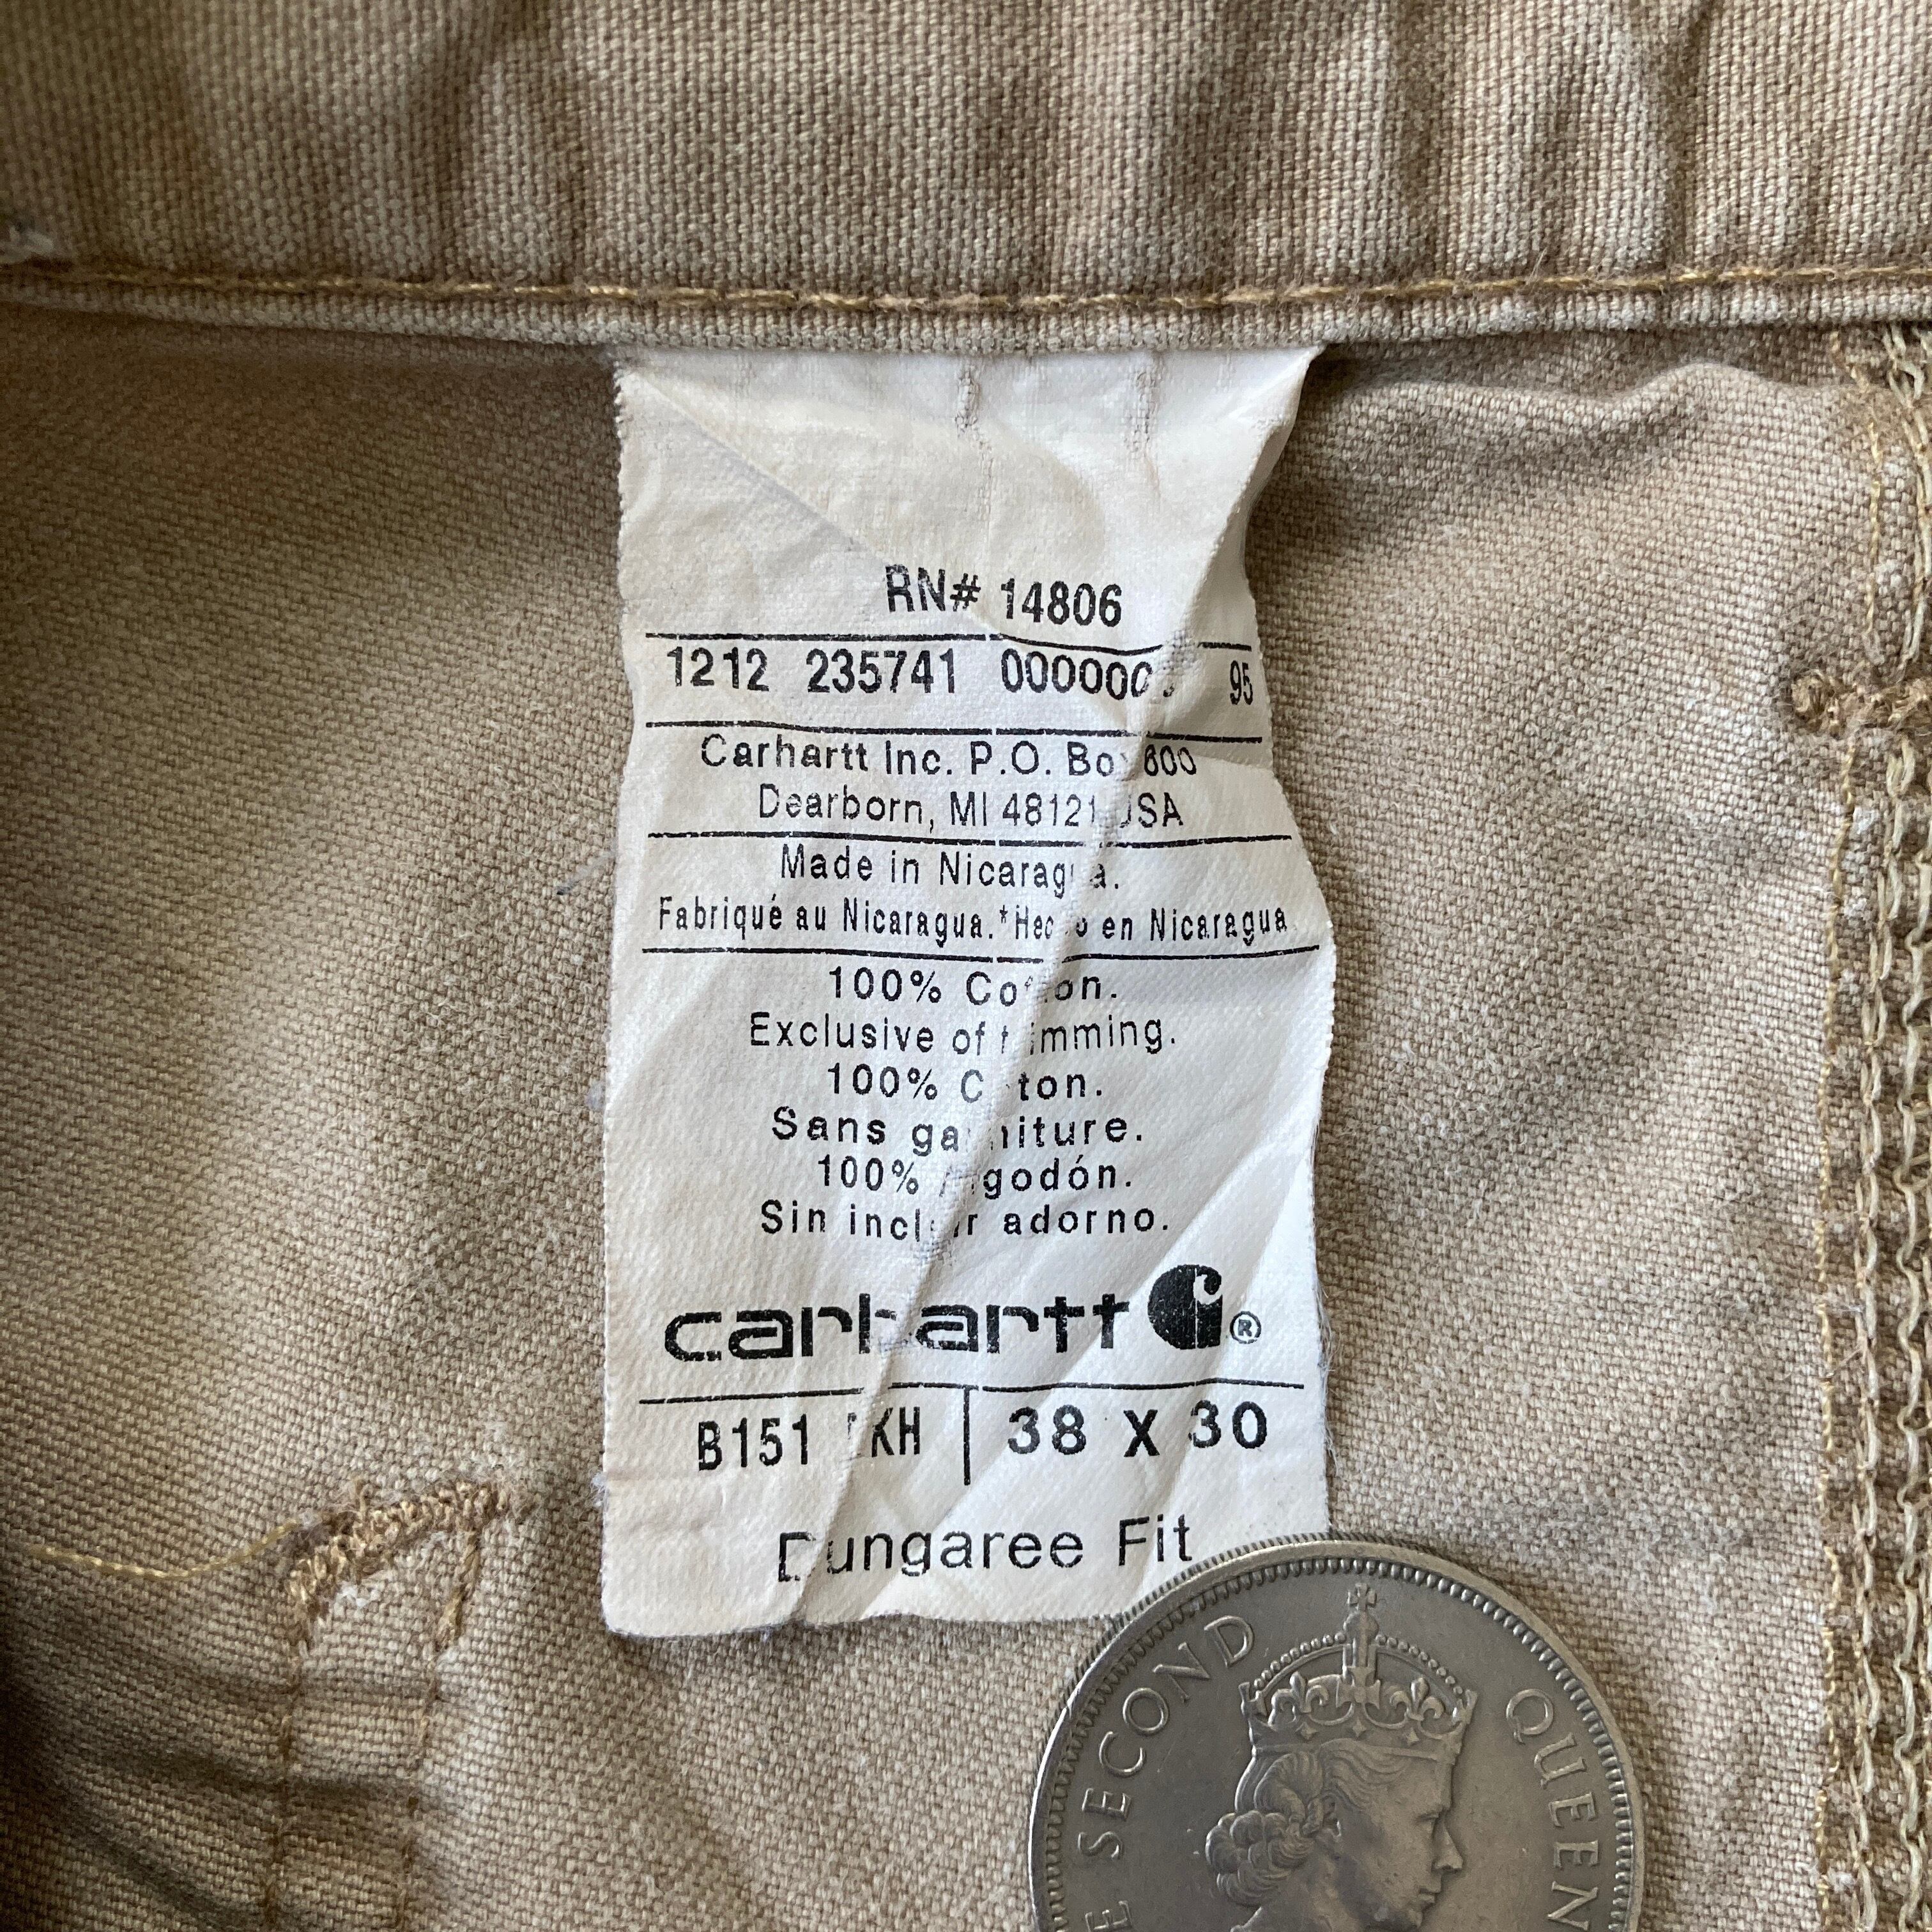 RN# 14806
1212 235741 95
Carhartt Inc. P.O. Box 600
Dearborn, MI 48121 USA
Made in Nicaragua.
Fabriqué au Nicaragua.*Hecho en Nicaragua
100% Cotton.
Exclusive of trimming.
100% Coton.
Sans garniture.
100% Algodón.
Sin incluir adorno.
carhartt ®
B151 38 X 30
Dungaree Fit
SECOND
QUEEN